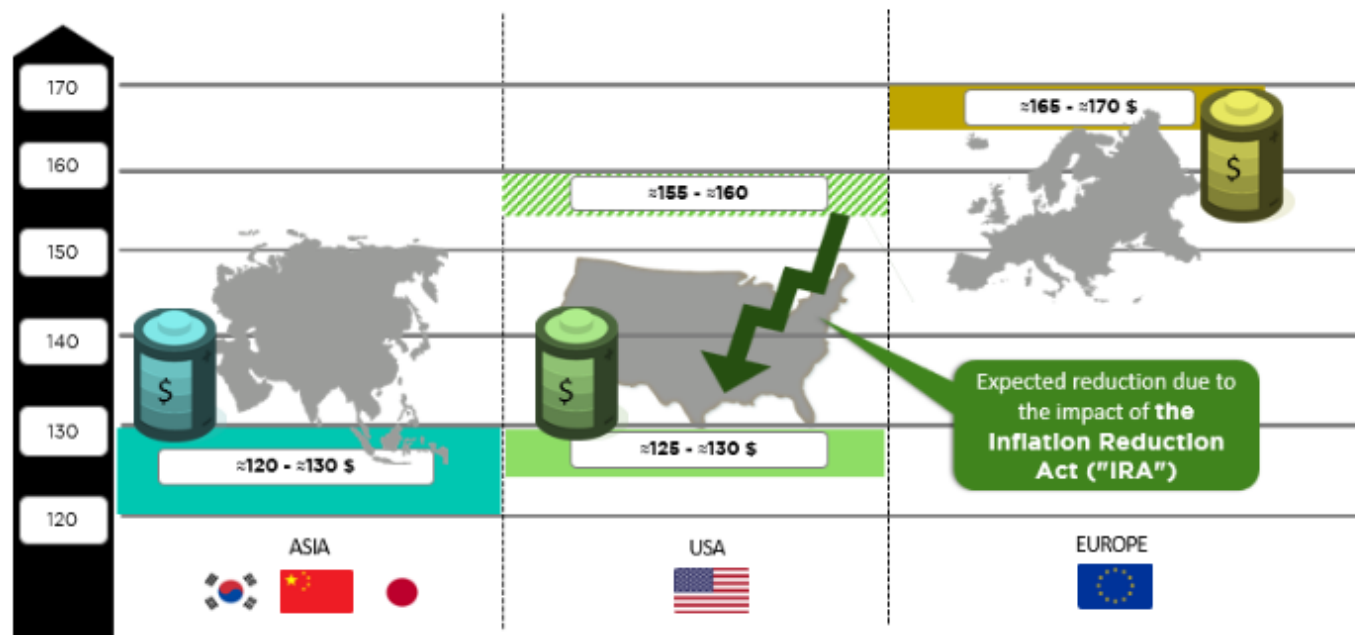 170
160
150
140
130
120
≈165 - ≈170 $
$
≈155 - ≈160
$
$
Expected reduction due to
the impact of the
Inflation Reduction
Act ("IRA")
≈120 - ≈130 $
≈125 - ≈130 $
ASIA
USA
EUROPE